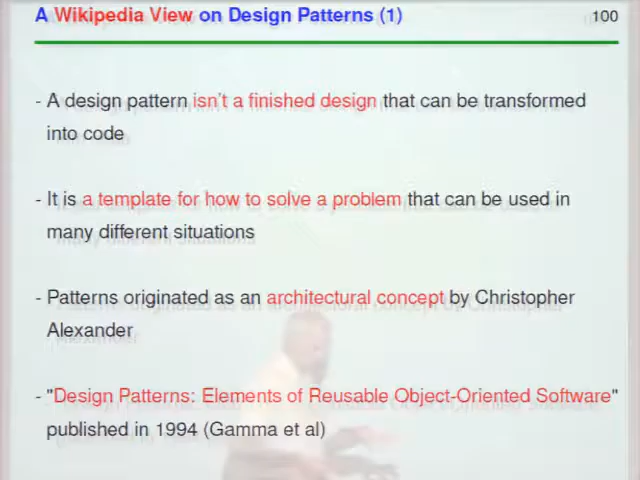 A Wikipedia View on Design Patterns (1) 100
- A design pattern isn't a finished design that can be transformed
into code
- It is a template for how to solve a problem that can be used in
many different situations
- Patterns originated as an architectural concept by Christopher
Alexander
- "Design Patterns: Elements of Reusable Object-Oriented Software"
published in 1994 (Gamma et al)